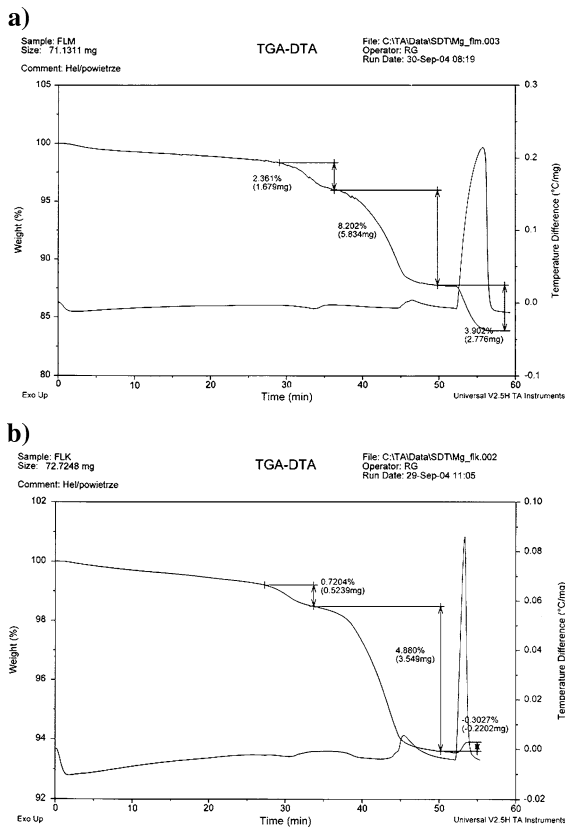 a)
Sample: FLM
Size: 71.1311 mg
Comment: Hel/powietrze
TGA-DTA
File: C:\TA\Data\SDT\Mg_flm.003
Operator: RG
Run Date: 30-Sep-04 08:19
105
100
95
90
85
80
Weight (%)
0.3
0.2
0.1
0.0
-0.1
Temperature Difference (°C/mg)
2.361%
(1.679mg)
8.202%
(5.834mg)
3.902%
(2.776mg)
0 10 20 30 40 50 60
Exo Up
Time (min)
Universal V2.5H TA Instruments
b)
Sample: FLK
Size: 72.7248 mg
Comment: Hel/powietrze
TGA-DTA
File: C:\TA\Data\SDT\Mg_flk.002
Operator: RG
Run Date: 29-Sep-04 11:05
102
100
98
96
94
92
Weight (%)
0.10
0.08
0.06
0.04
0.02
0.00
-0.02
Temperature Difference (°C/mg)
0.7204%
(0.5239mg)
4.880%
(3.549mg)
-0.3027%
(-0.2202mg)
0 10 20 30 40 50 60
Exo Up
Time (min)
Universal V2.5H TA Instruments